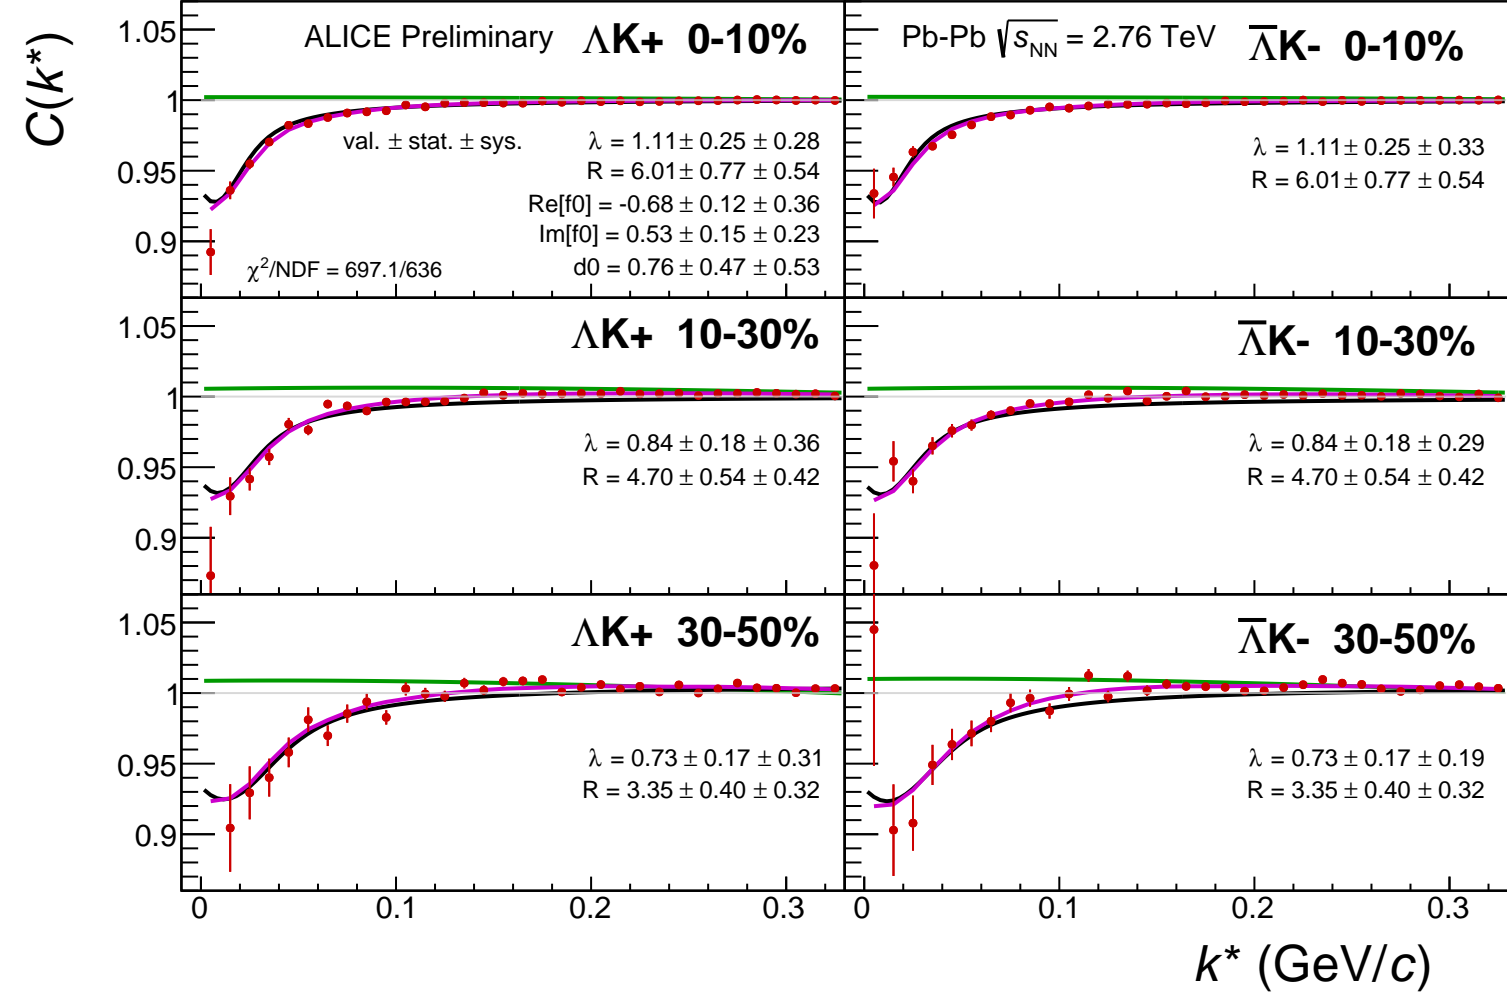 C(k*)
1.05
1
0.95
0.9
ALICE Preliminary ΛK+ 0-10%
val. ± stat. ± sys.
λ = 1.11± 0.25 ± 0.28
R = 6.01± 0.77 ± 0.54
Re[f0] = -0.68 ± 0.12 ± 0.36
Im[f0] = 0.53 ± 0.15 ± 0.23
d0 = 0.76 ± 0.47 ± 0.53
χ²/NDF = 697.1/636
Pb-Pb √s_NN = 2.76 TeV Λ̅K- 0-10%
λ = 1.11± 0.25 ± 0.33
R = 6.01± 0.77 ± 0.54
1.05
1
0.95
0.9
ΛK+ 10-30%
λ = 0.84 ± 0.18 ± 0.36
R = 4.70 ± 0.54 ± 0.42
Λ̅K- 10-30%
λ = 0.84 ± 0.18 ± 0.29
R = 4.70 ± 0.54 ± 0.42
1.05
1
0.95
0.9
ΛK+ 30-50%
λ = 0.73 ± 0.17 ± 0.31
R = 3.35 ± 0.40 ± 0.32
Λ̅K- 30-50%
λ = 0.73 ± 0.17 ± 0.19
R = 3.35 ± 0.40 ± 0.32
0 0.1 0.2 0.3
0 0.1 0.2 0.3
k* (GeV/c)